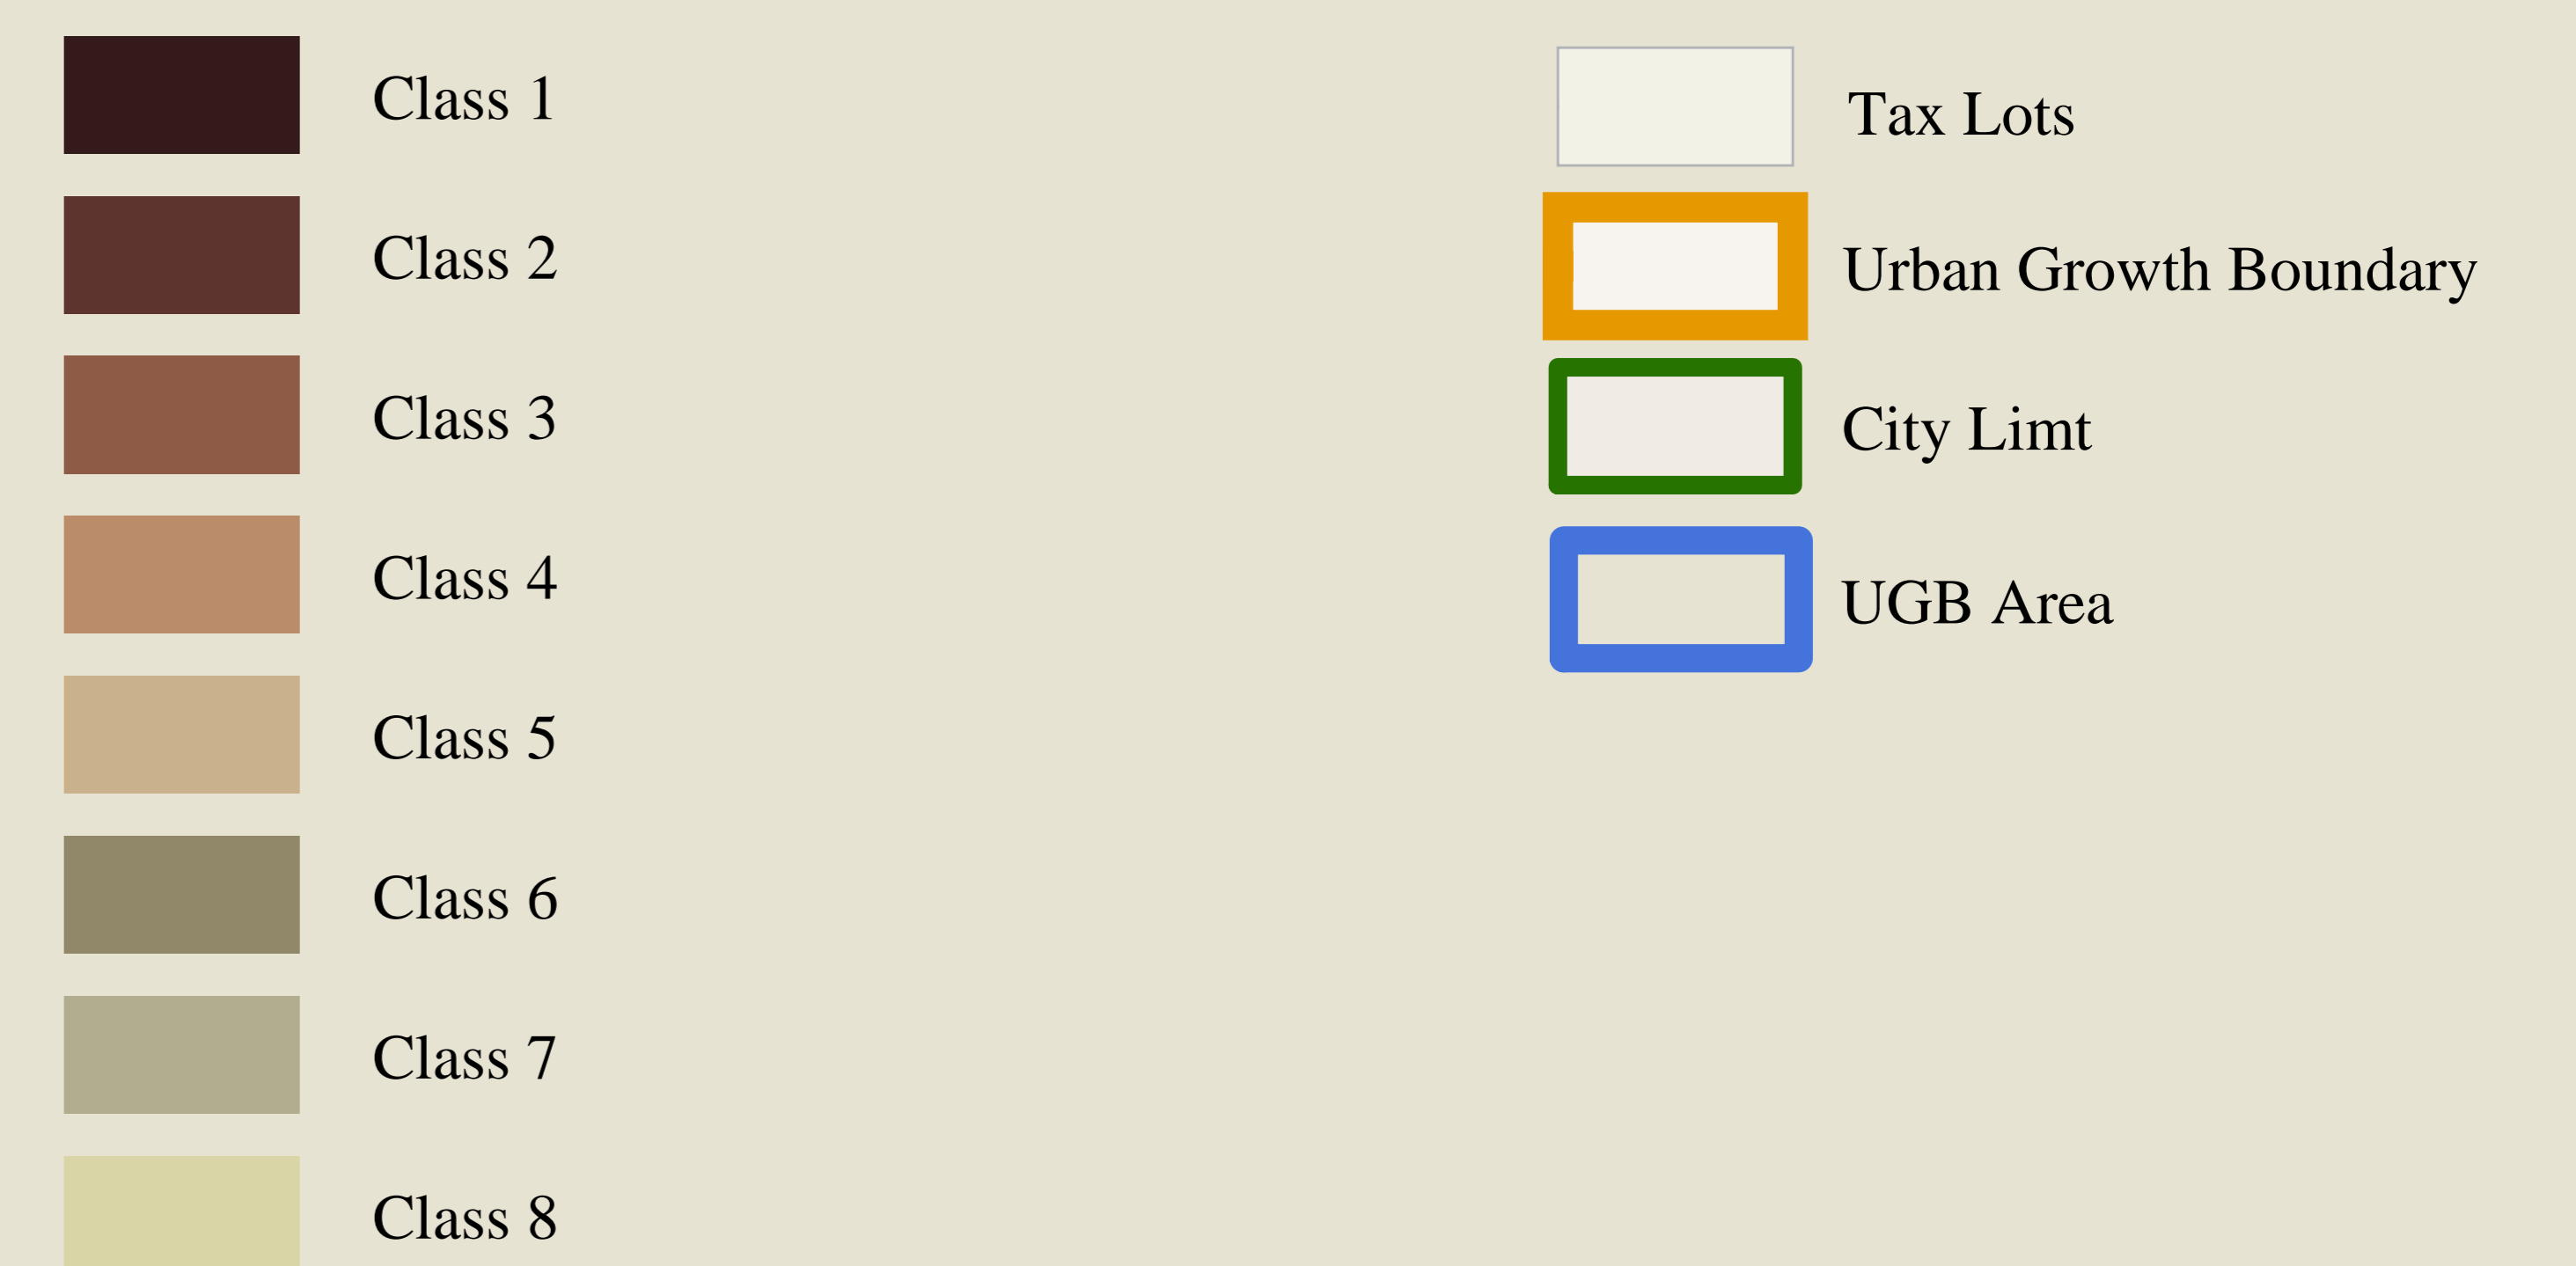 Class 1
Class 2
Class 3
Class 4
Class 5
Class 6
Class 7
Class 8
Tax Lots
Urban Growth Boundary
City Limt
UGB Area